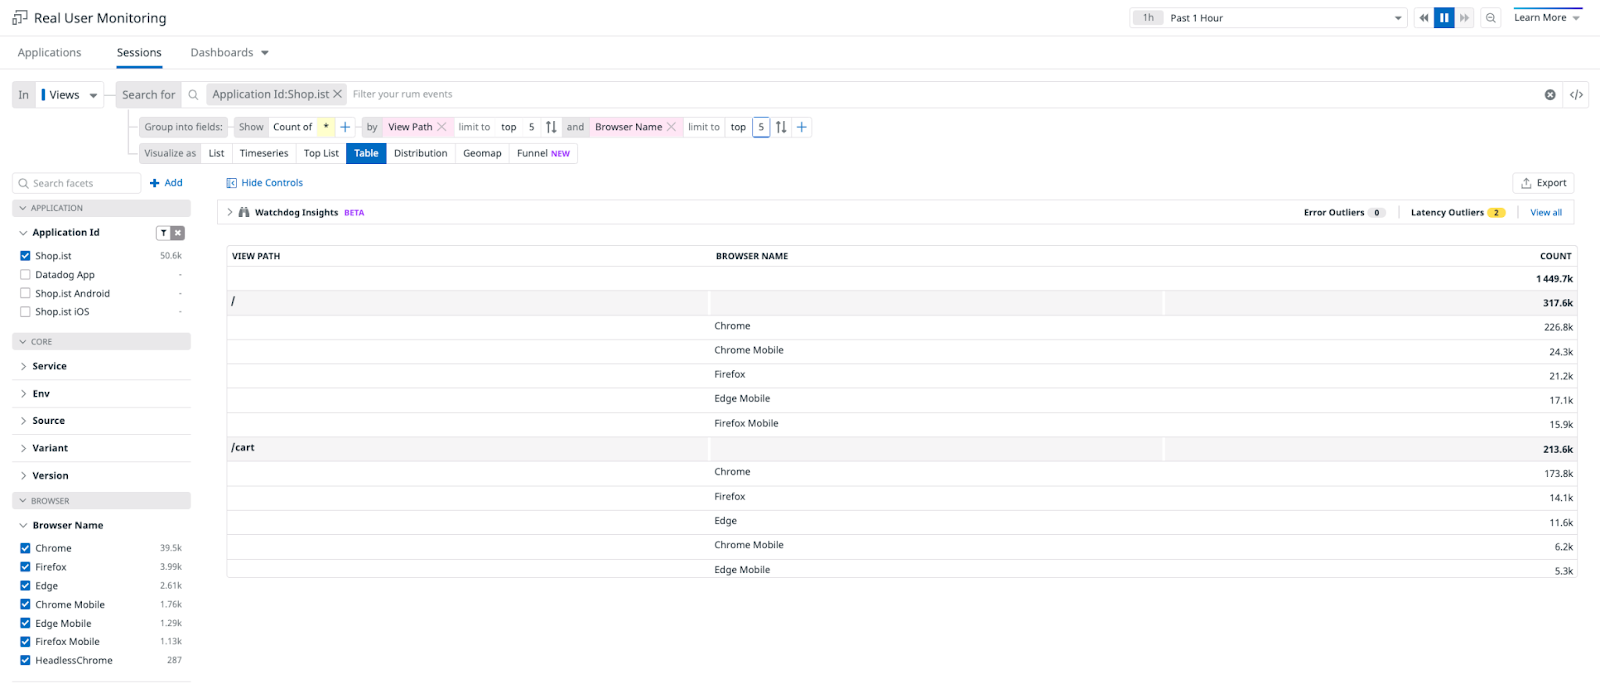 Real User Monitoring
1h Past 1 Hour
Learn More
Applications Sessions Dashboards
In Views Search for Application Id:Shop.ist Filter your rum events </>
Group into fields: Show Count of * + by View Path limit to top 5 and Browser Name limit to top 5 +
Visualize as List Timeseries Top List Table Distribution Geomap Funnel NEW
Search facets + Add
Hide Controls
Export
APPLICATION
Application Id
Shop.ist 50.6k
Datadog App -
Shop.ist Android -
Shop.ist iOS -
CORE
Service
Env
Source
Variant
Version
BROWSER
Browser Name
Chrome 39.5k
Firefox 3.99k
Edge 2.61k
Chrome Mobile 1.76k
Edge Mobile 1.29k
Firefox Mobile 1.13k
HeadlessChrome 287
Watchdog Insights BETA Error Outliers 0 Latency Outliers 2 View all
VIEW PATH BROWSER NAME COUNT
1 449.7k
/ 317.6k
Chrome 226.8k
Chrome Mobile 24.3k
Firefox 21.2k
Edge Mobile 17.1k
Firefox Mobile 15.9k
/cart 213.6k
Chrome 173.8k
Firefox 14.1k
Edge 11.6k
Chrome Mobile 6.2k
Edge Mobile 5.3k